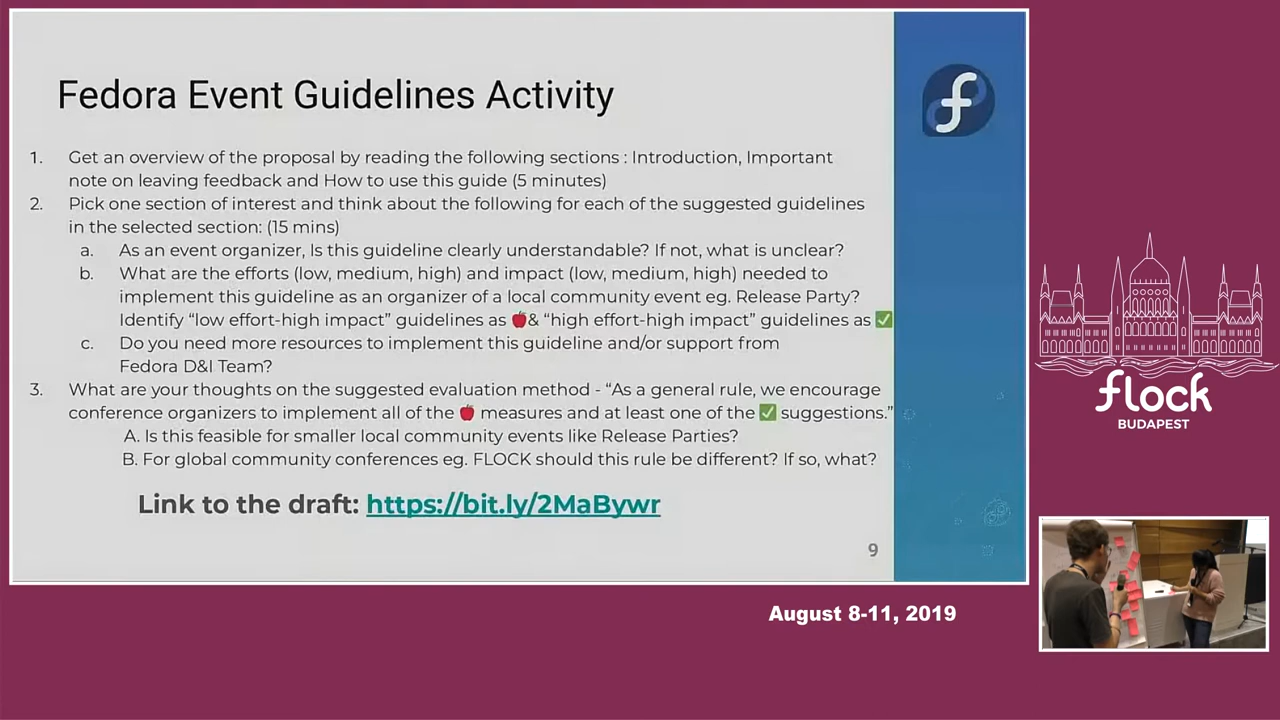 Fedora Event Guidelines Activity
1. Get an overview of the proposal by reading the following sections : Introduction, Important
note on leaving feedback and How to use this guide (5 minutes)
2. Pick one section of interest and think about the following for each of the suggested guidelines
in the selected section: (15 mins)
a. As an event organizer, Is this guideline clearly understandable? If not, what is unclear?
b. What are the efforts (low, medium, high) and impact (low, medium, high) needed to
implement this guideline as an organizer of a local community event eg. Release Party?
Identify “low effort-high impact” guidelines as 🍎& “high effort-high impact” guidelines as ✅
c. Do you need more resources to implement this guideline and/or support from
Fedora D&I Team?
3. What are your thoughts on the suggested evaluation method - “As a general rule, we encourage
conference organizers to implement all of the 🍎 measures and at least one of the ✅ suggestions.”
A. Is this feasible for smaller local community events like Release Parties?
B. For global community conferences eg. FLOCK should this rule be different? If so, what?
Link to the draft: https://bit.ly/2MaBywr
9
flock
BUDAPEST
August 8-11, 2019